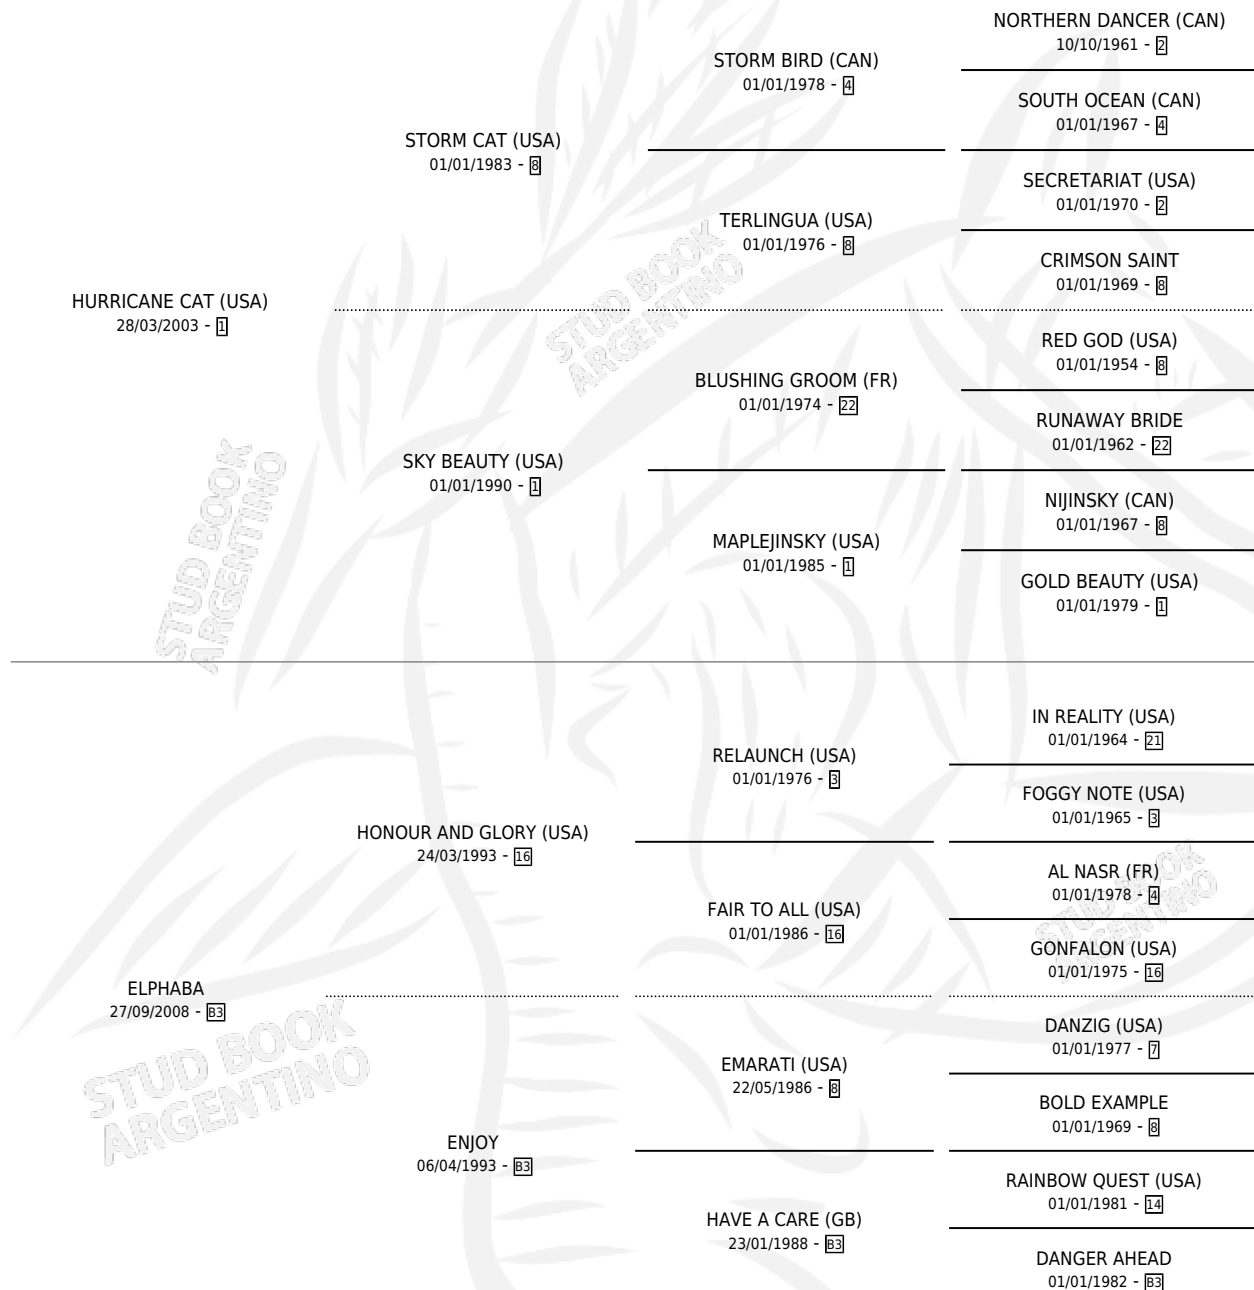 HURRICANE CAT (USA)
28/03/2003 - 1
STORM CAT (USA)
01/01/1983 - 8
SKY BEAUTY (USA)
01/01/1990 - 1
STORM BIRD (CAN)
01/01/1978 - 4
TERLINGUA (USA)
01/01/1976 - 8
BLUSHING GROOM (FR)
01/01/1974 - 22
MAPLEJINSKY (USA)
01/01/1985 - 1
NORTHERN DANCER (CAN)
10/10/1961 - 2
SOUTH OCEAN (CAN)
01/01/1967 - 4
SECRETARIAT (USA)
01/01/1970 - 2
CRIMSON SAINT
01/01/1969 - 8
RED GOD (USA)
01/01/1954 - 8
RUNAWAY BRIDE
01/01/1962 - 22
NIJINSKY (CAN)
01/01/1967 - 8
GOLD BEAUTY (USA)
01/01/1979 - 1
STUD BOOK
ARGENTINO
STUD BOOK
ARGENTINO
ELPHABA
27/09/2008 - B3
HONOUR AND GLORY (USA)
24/03/1993 - 16
ENJOY
06/04/1993 - B3
RELAUNCH (USA)
01/01/1976 - 3
FAIR TO ALL (USA)
01/01/1986 - 16
EMARATI (USA)
22/05/1986 - 8
HAVE A CARE (GB)
23/01/1988 - B3
IN REALITY (USA)
01/01/1964 - 21
FOGGY NOTE (USA)
01/01/1965 - 3
AL NASR (FR)
01/01/1978 - 4
GONFALON (USA)
01/01/1975 - 16
DANZIG (USA)
01/01/1977 - 7
BOLD EXAMPLE
01/01/1969 - 8
RAINBOW QUEST (USA)
01/01/1981 - 14
DANGER AHEAD
01/01/1982 - B3
STUD BOOK
ARGENTINO
STUD BOOK
ARGENTINO